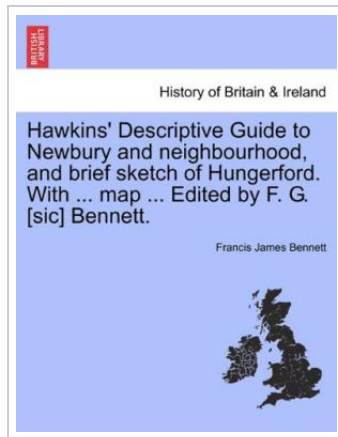 BRITISH
LIBRARY
History of Britain & Ireland
Hawkins' Descriptive Guide to
Newbury and neighbourhood,
and brief sketch of Hungerford.
With ... map ... Edited by F. G.
[sic] Bennett.
Francis James Bennett